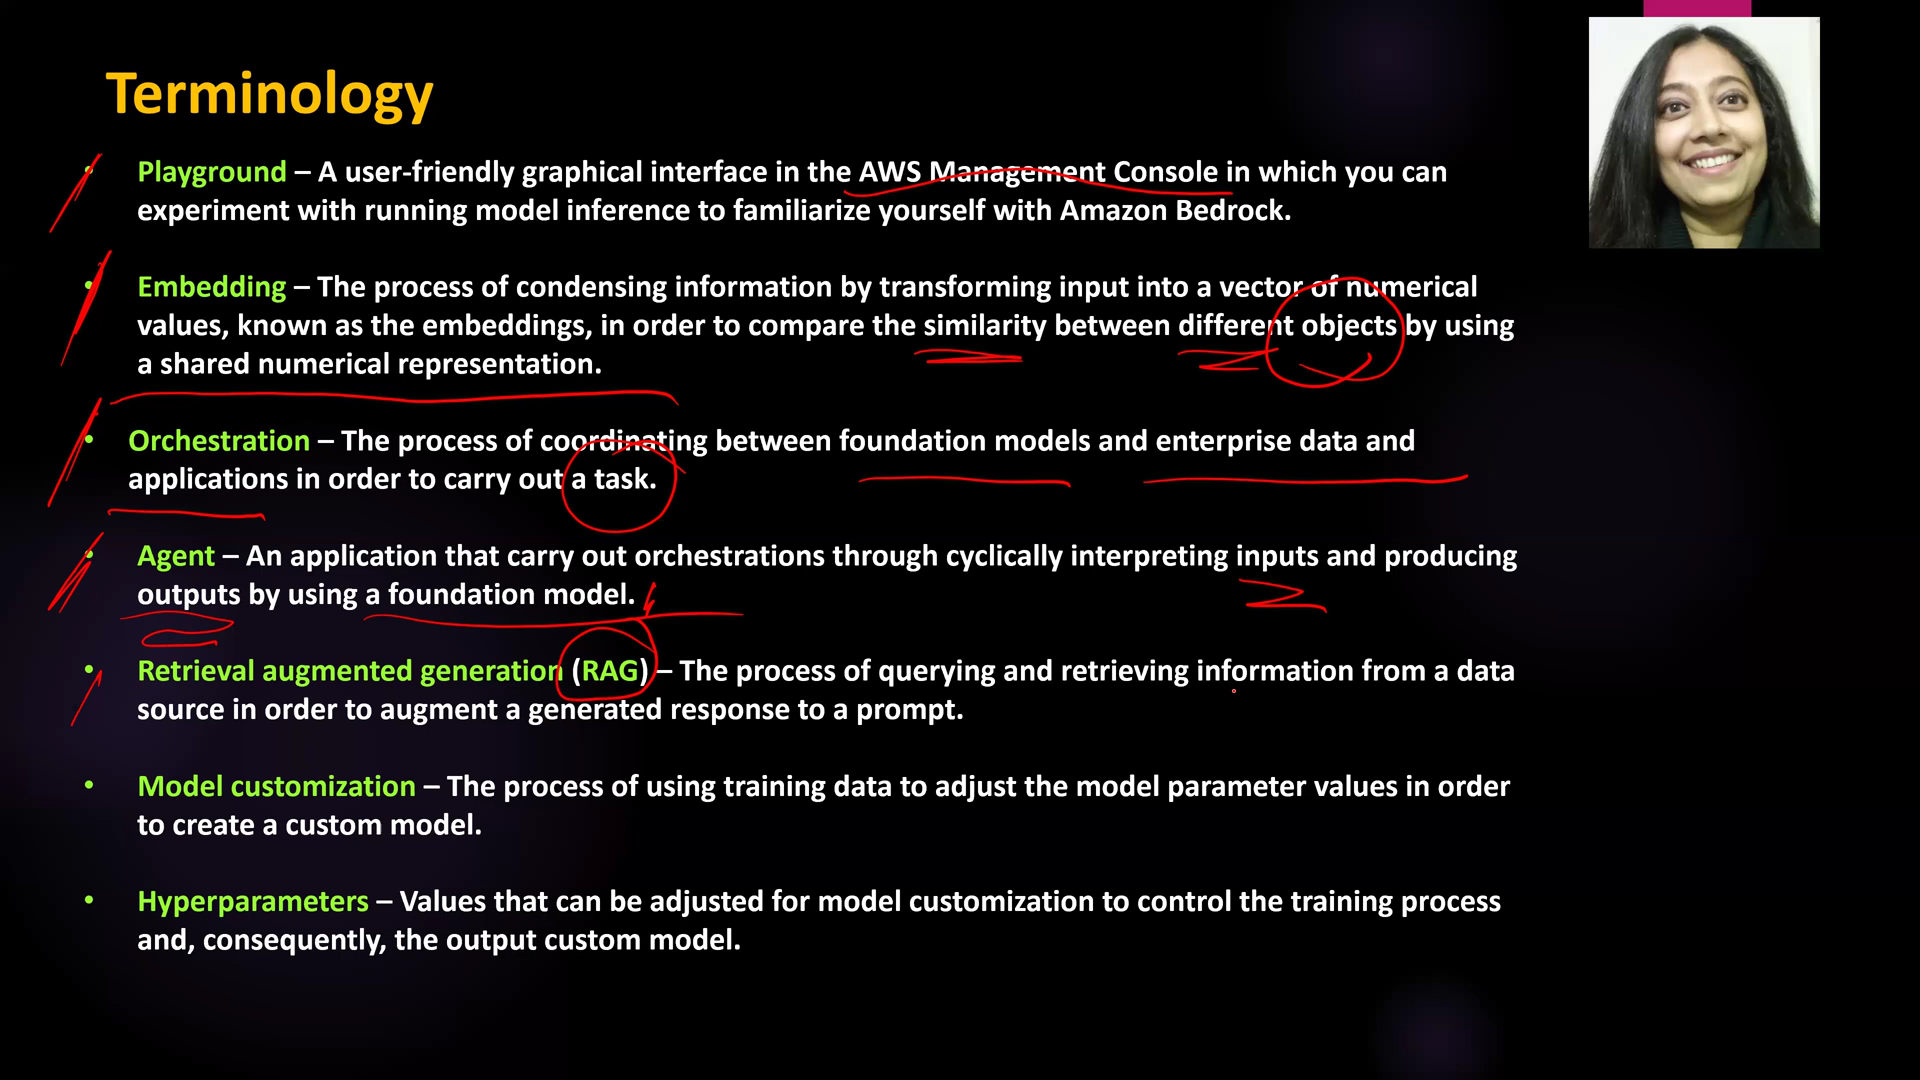 Terminology
• Playground – A user-friendly graphical interface in the AWS Management Console in which you can
experiment with running model inference to familiarize yourself with Amazon Bedrock.
• Embedding – The process of condensing information by transforming input into a vector of numerical
values, known as the embeddings, in order to compare the similarity between different objects by using
a shared numerical representation.
• Orchestration – The process of coordinating between foundation models and enterprise data and
applications in order to carry out a task.
• Agent – An application that carry out orchestrations through cyclically interpreting inputs and producing
outputs by using a foundation model.
• Retrieval augmented generation (RAG) – The process of querying and retrieving information from a data
source in order to augment a generated response to a prompt.
• Model customization – The process of using training data to adjust the model parameter values in order
to create a custom model.
• Hyperparameters – Values that can be adjusted for model customization to control the training process
and, consequently, the output custom model.